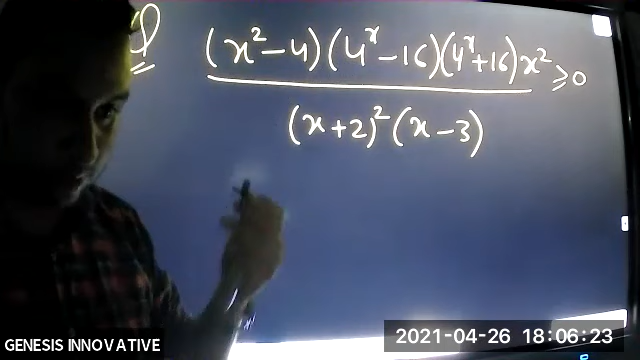 Q (x²-4)(4ˣ-16)(4ˣ+16)x² ≥0
(x+2)²(x-3)
GENESIS INNOVATIVE
2021-04-26 18:06:23